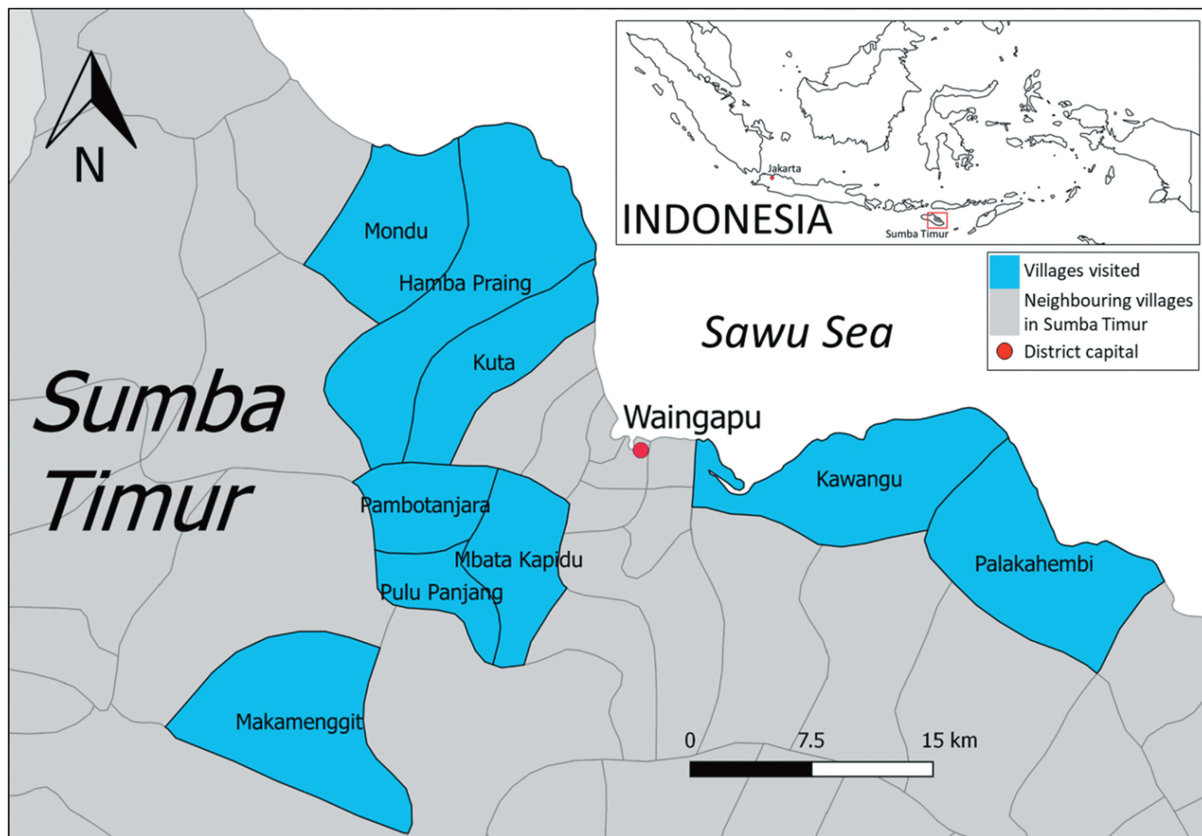 N
Jakarta
INDONESIA
Sumba Timur
Villages visited
Neighbouring villages
in Sumba Timur
District capital
Mondu
Hamba Praing
Sawu Sea
Kuta
Sumba
Timur
Waingapu
Kawangu
Pambotanjara
Mbata Kapidu
Palakahembi
Pulu Panjang
Makamenggit
0 7.5 15 km